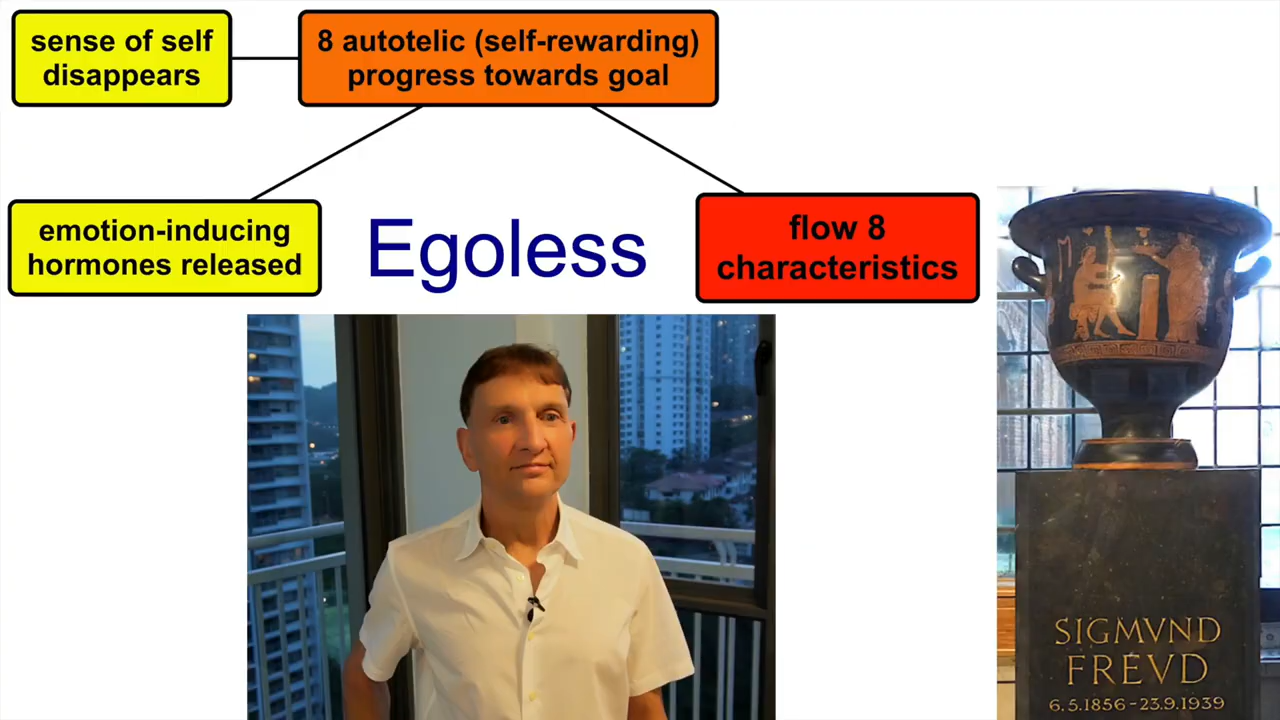 sense of self
disappears
8 autotelic (self-rewarding)
progress towards goal
emotion-inducing
hormones released
Egoless
flow 8
characteristics
SIGMVND
FREVD
6.5.1856-23.9.1939